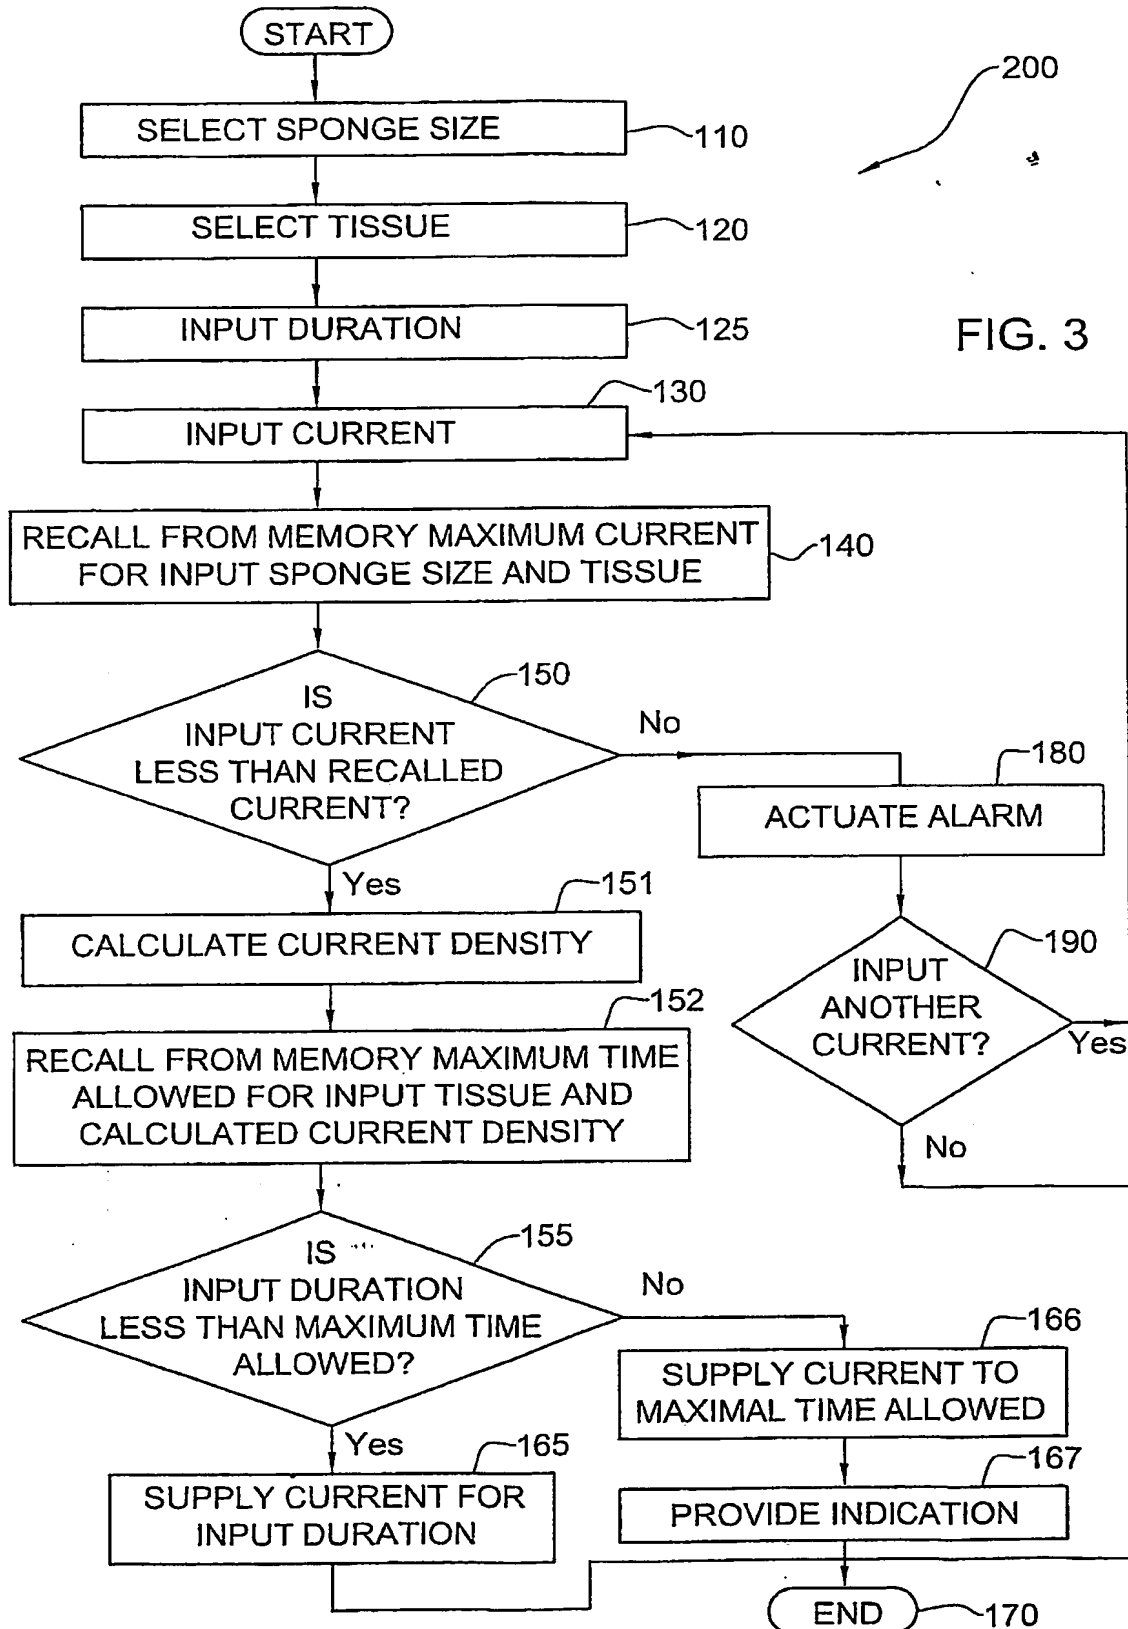 START
200
SELECT SPONGE SIZE
110
SELECT TISSUE
120
INPUT DURATION
125
FIG. 3
130
INPUT CURRENT
RECALL FROM MEMORY MAXIMUM CURRENT
FOR INPUT SPONGE SIZE AND TISSUE
140
150
IS
INPUT CURRENT
LESS THAN RECALLED
CURRENT?
No
180
ACTUATE ALARM
Yes
151
CALCULATE CURRENT DENSITY
190
INPUT
ANOTHER
CURRENT?
Yes
No
152
RECALL FROM MEMORY MAXIMUM TIME
ALLOWED FOR INPUT TISSUE AND
CALCULATED CURRENT DENSITY
155
IS
INPUT DURATION
LESS THAN MAXIMUM TIME
ALLOWED?
No
166
SUPPLY CURRENT TO
MAXIMAL TIME ALLOWED
Yes
165
SUPPLY CURRENT FOR
INPUT DURATION
167
PROVIDE INDICATION
END
170